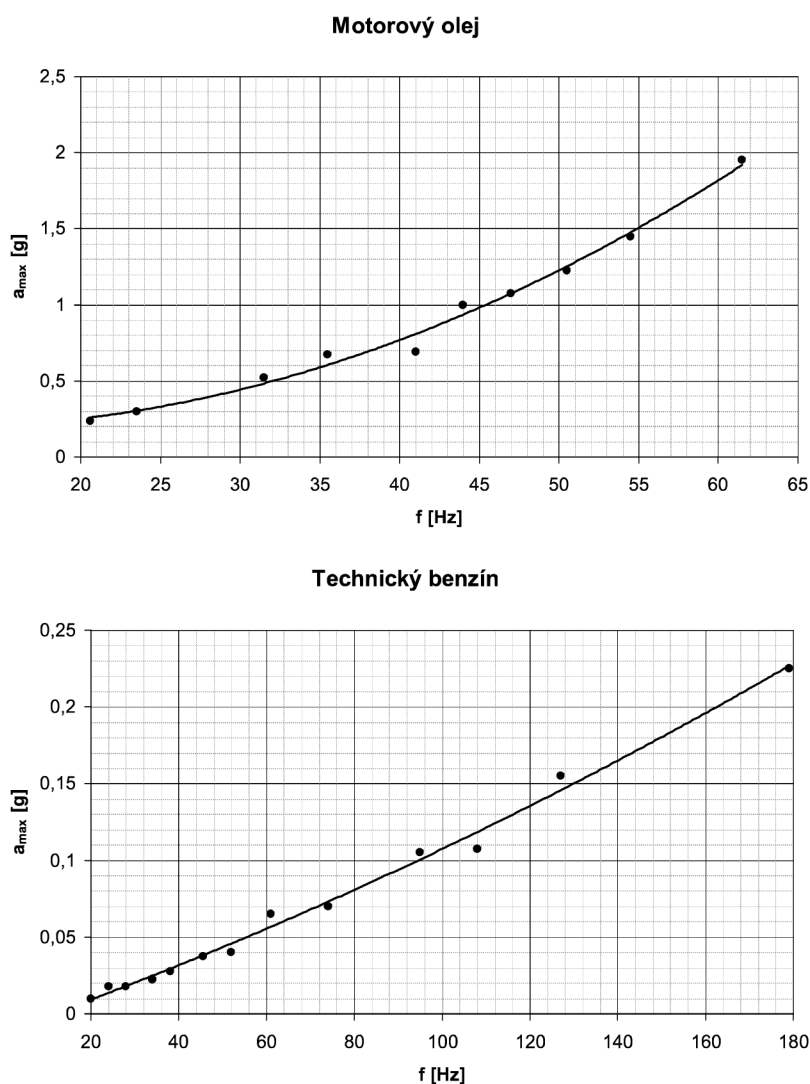 Motorový olej
2,5
2
1,5
1
0,5
0
a_max [g]
20 25 30 35 40 45 50 55 60 65
f [Hz]
Technický benzín
0,25
0,2
0,15
0,1
0,05
0
a_max [g]
20 40 60 80 100 120 140 160 180
f [Hz]